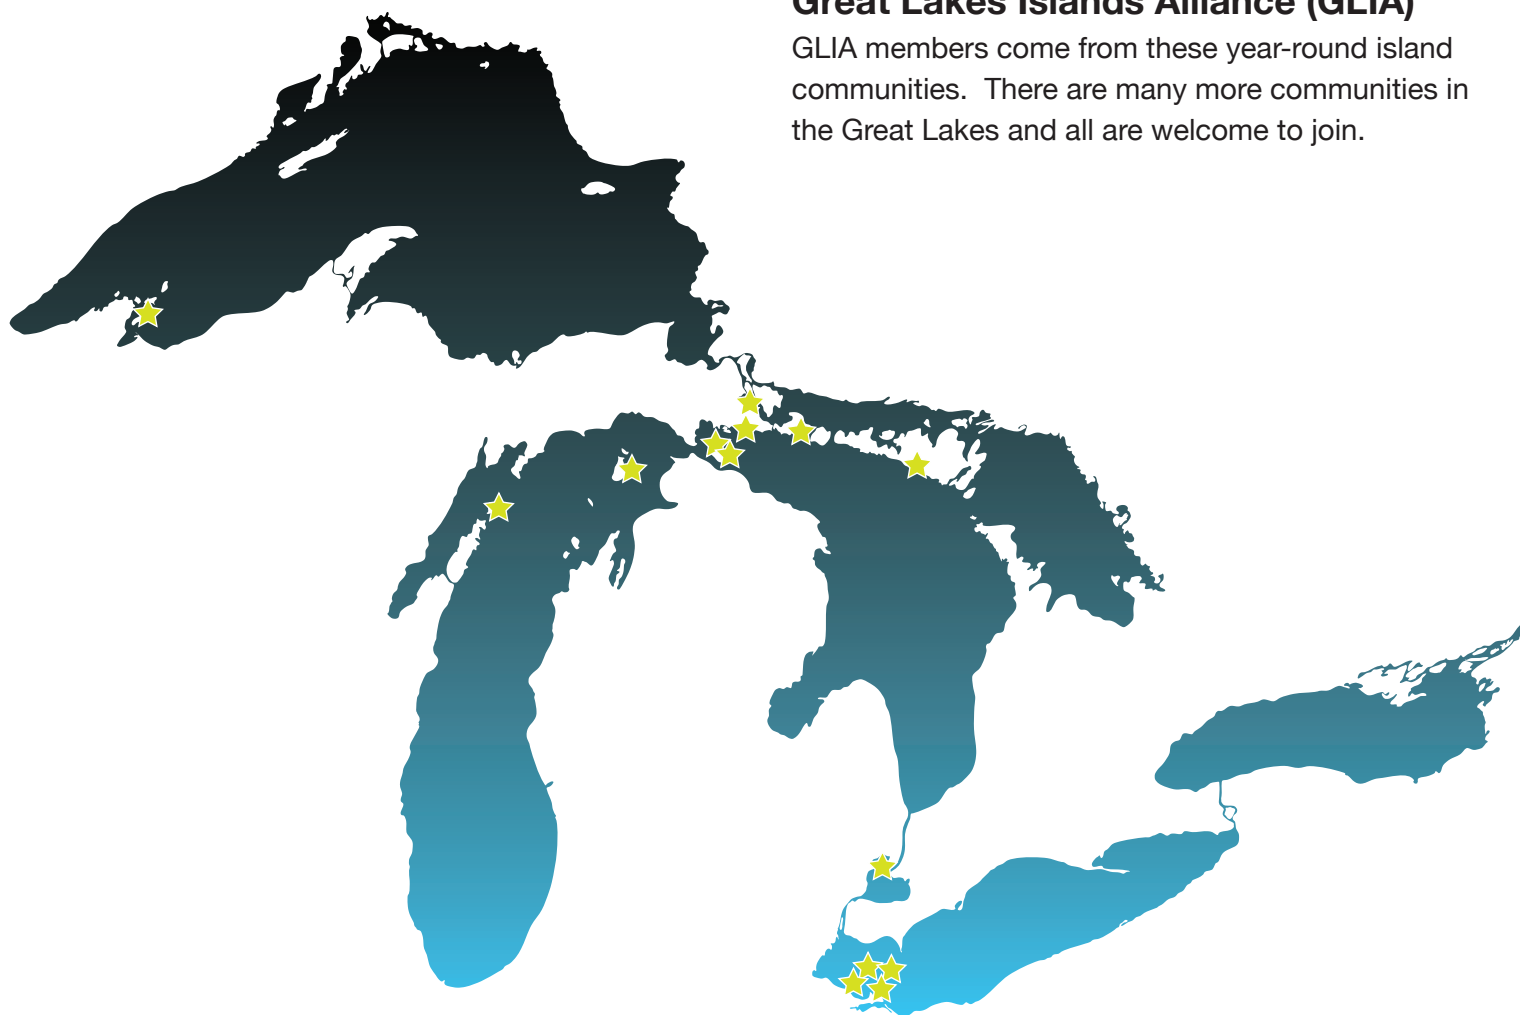 Great Lakes Islands Alliance (GLIA)
GLIA members come from these year-round island
communities.  There are many more communities in
the Great Lakes and all are welcome to join.